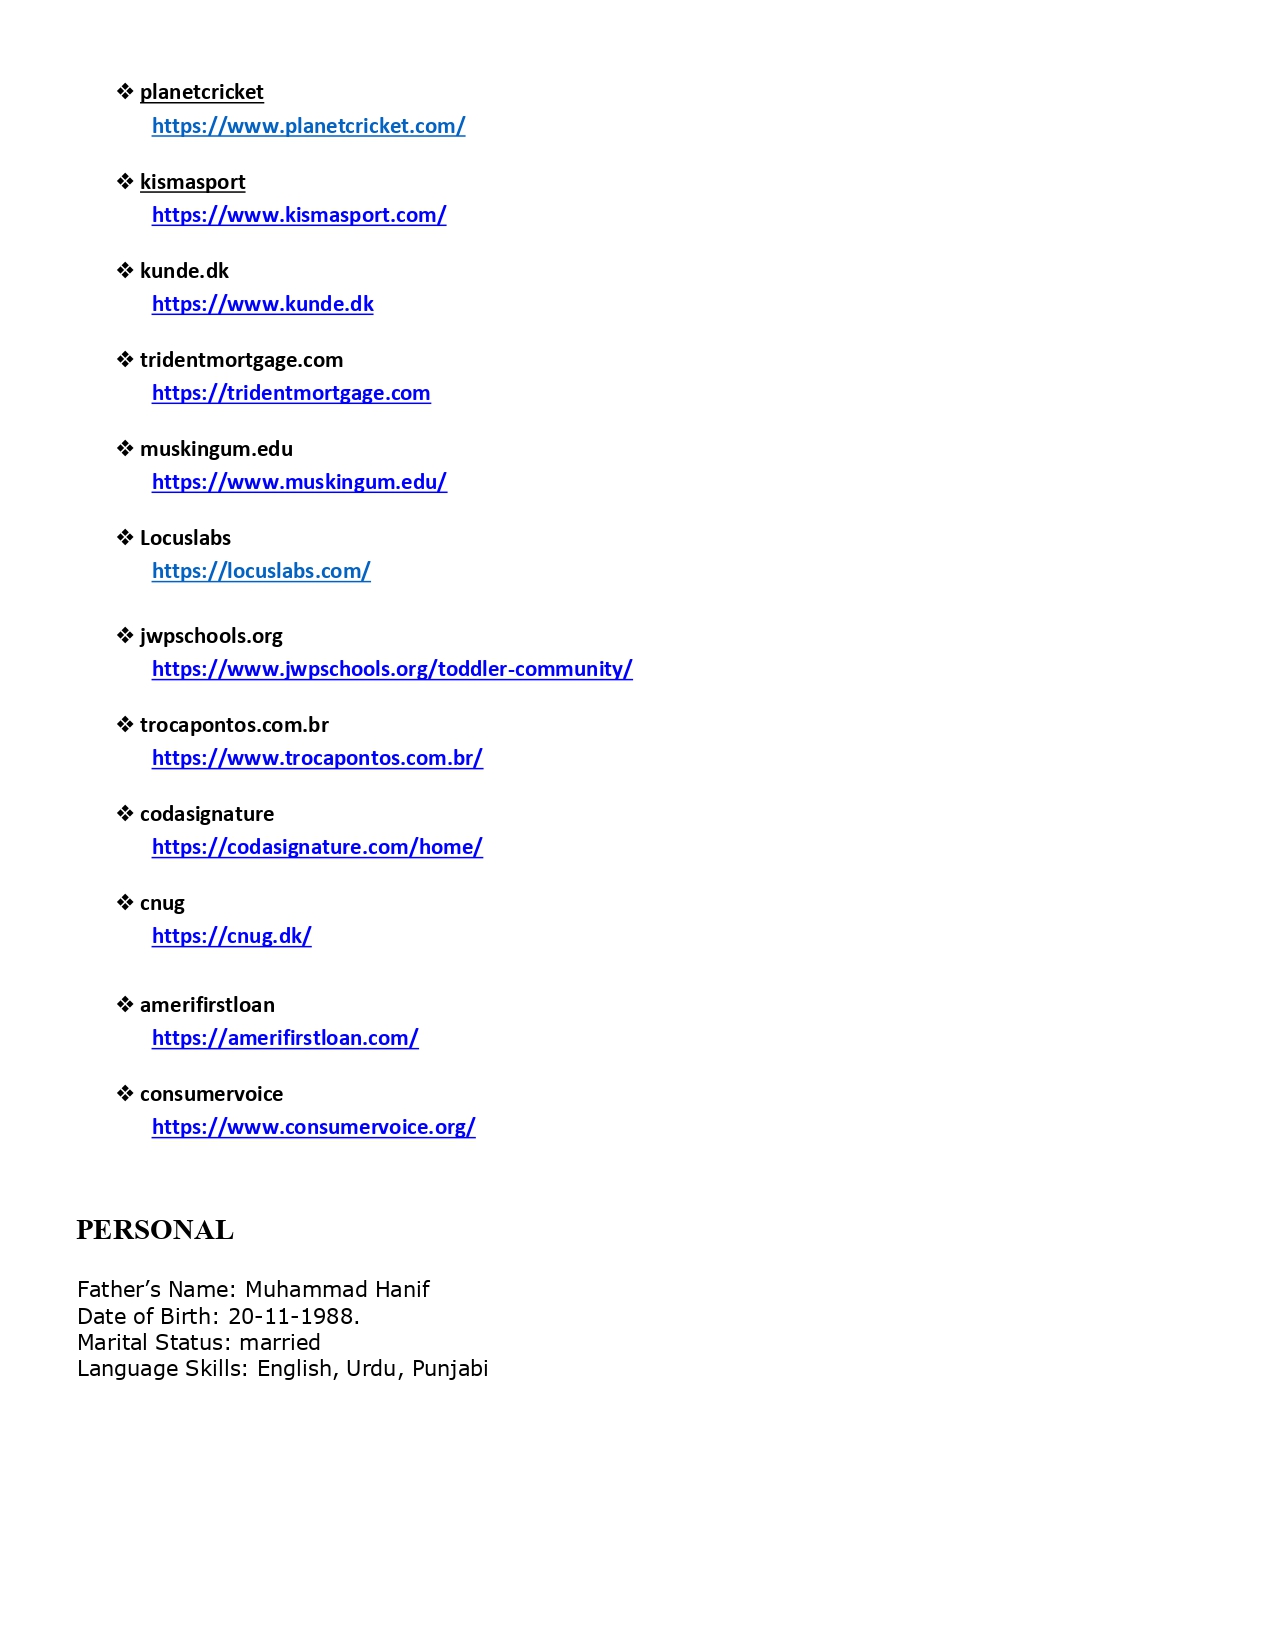 ❖ planetcricket
https://www.planetcricket.com/
❖ kismasport
https://www.kismasport.com/
❖ kunde.dk
https://www.kunde.dk
❖ tridentmortgage.com
https://tridentmortgage.com
❖ muskingum.edu
https://www.muskingum.edu/
❖ Locuslabs
https://locuslabs.com/
❖ jwpschools.org
https://www.jwpschools.org/toddler-community/
❖ trocapontos.com.br
https://www.trocapontos.com.br/
❖ codasignature
https://codasignature.com/home/
❖ cnug
https://cnug.dk/
❖ amerifirstloan
https://amerifirstloan.com/
❖ consumervoice
https://www.consumervoice.org/
PERSONAL
Father’s Name: Muhammad Hanif
Date of Birth: 20-11-1988.
Marital Status: married
Language Skills: English, Urdu, Punjabi